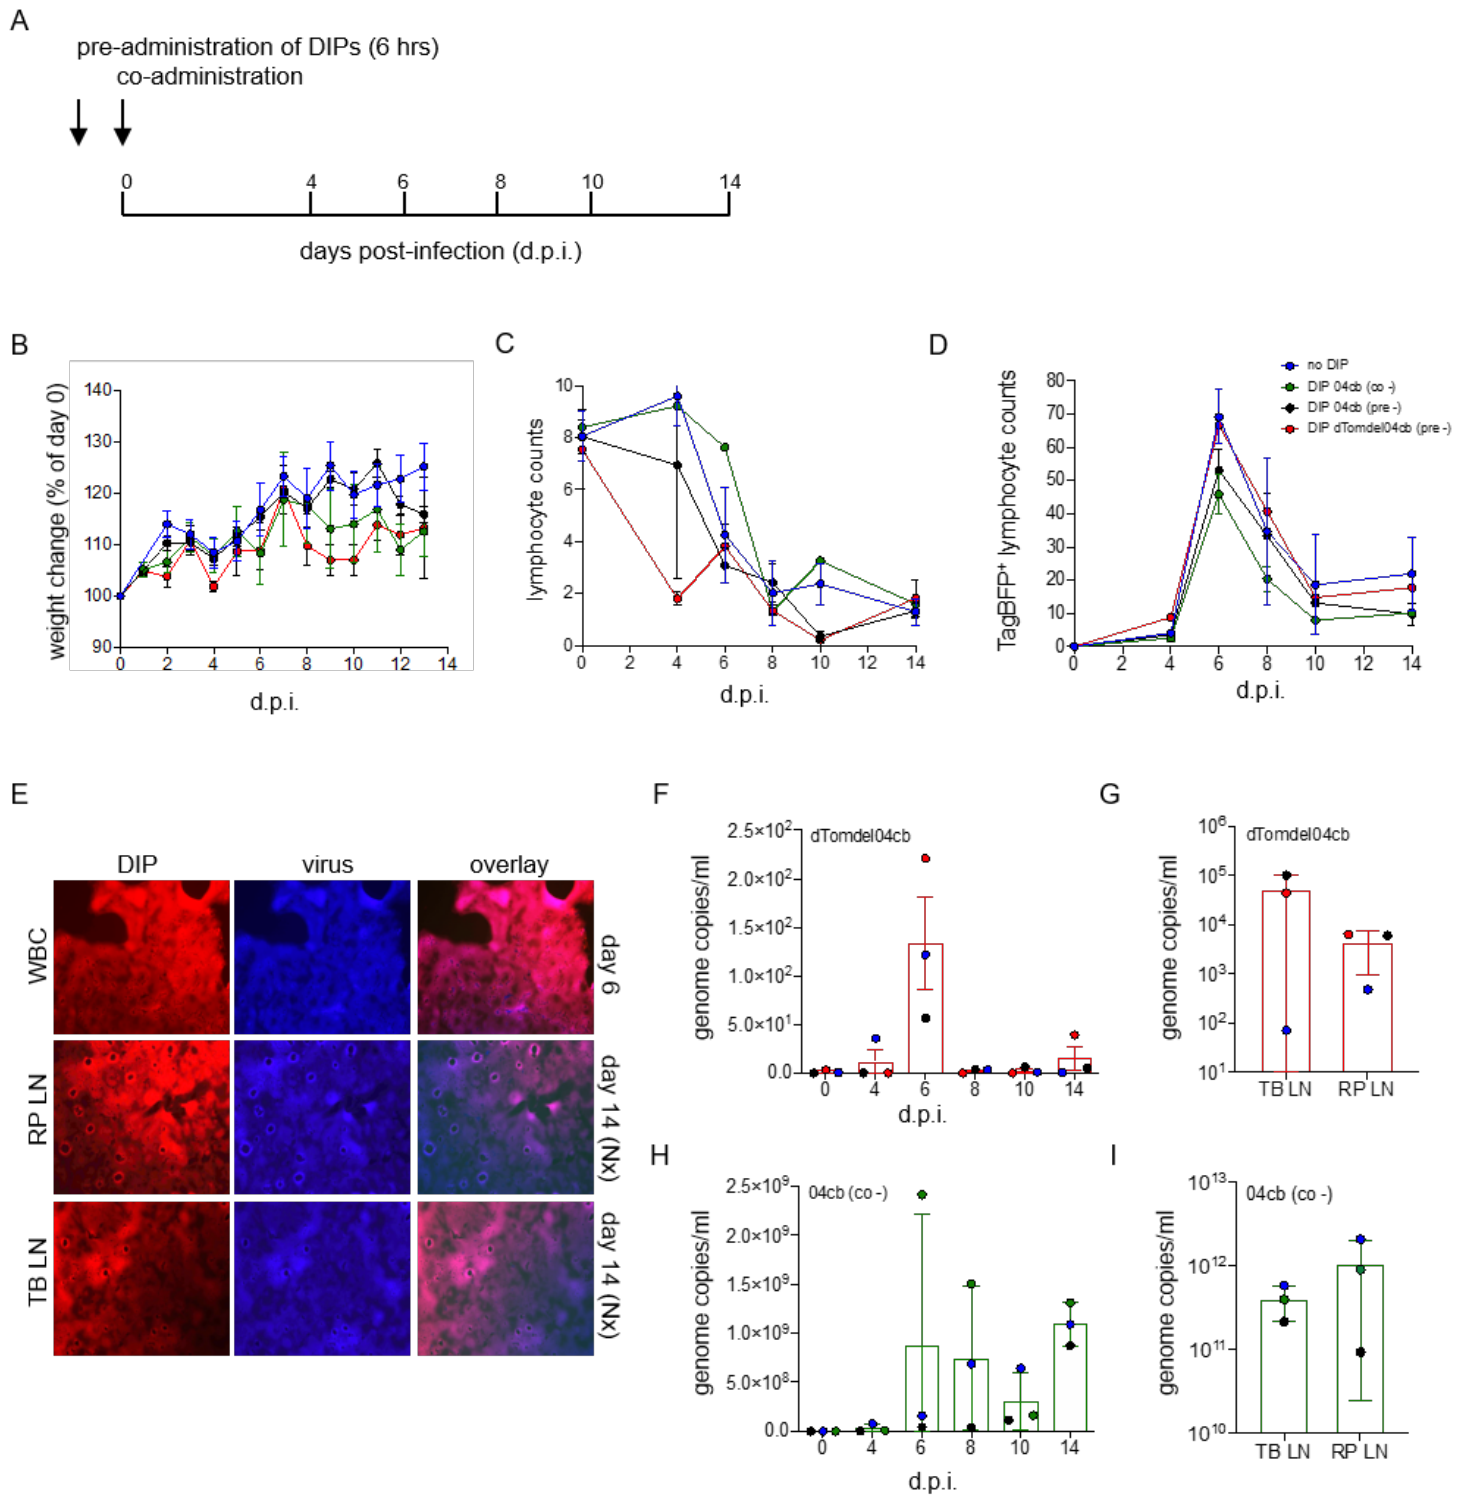 A
pre-administration of DIPs (6 hrs)
co-administration
0 4 6 8 10 14
days post-infection (d.p.i.)
B
weight change (% of day 0)
140
130
120
110
100
90
0 2 4 6 8 10 12 14
d.p.i.
C
lymphocyte counts
10
8
6
4
2
0
0 2 4 6 8 10 12 14
d.p.i.
D
TagBFP⁺ lymphocyte counts
80
70
60
50
40
30
20
10
0
0 2 4 6 8 10 12 14
d.p.i.
no DIP
DIP 04cb (co -)
DIP 04cb (pre -)
DIP dTomdel04cb (pre -)
E
DIP virus overlay
WBC
day 6
RP LN
day 14 (Nx)
TB LN
day 14 (Nx)
F
dTomdel04cb
genome copies/ml
2.5×10²
2.0×10²
1.5×10²
1.0×10²
5.0×10¹
0.0
0 4 6 8 10 14
d.p.i.
G
dTomdel04cb
genome copies/ml
10⁶
10⁵
10⁴
10³
10²
10¹
TB LN RP LN
H
04cb (co -)
genome copies/ml
2.5×10⁹
2.0×10⁹
1.5×10⁹
1.0×10⁹
5.0×10⁸
0.0
0 4 6 8 10 14
d.p.i.
I
04cb (co -)
genome copies/ml
10¹³
10¹²
10¹¹
10¹⁰
TB LN RP LN